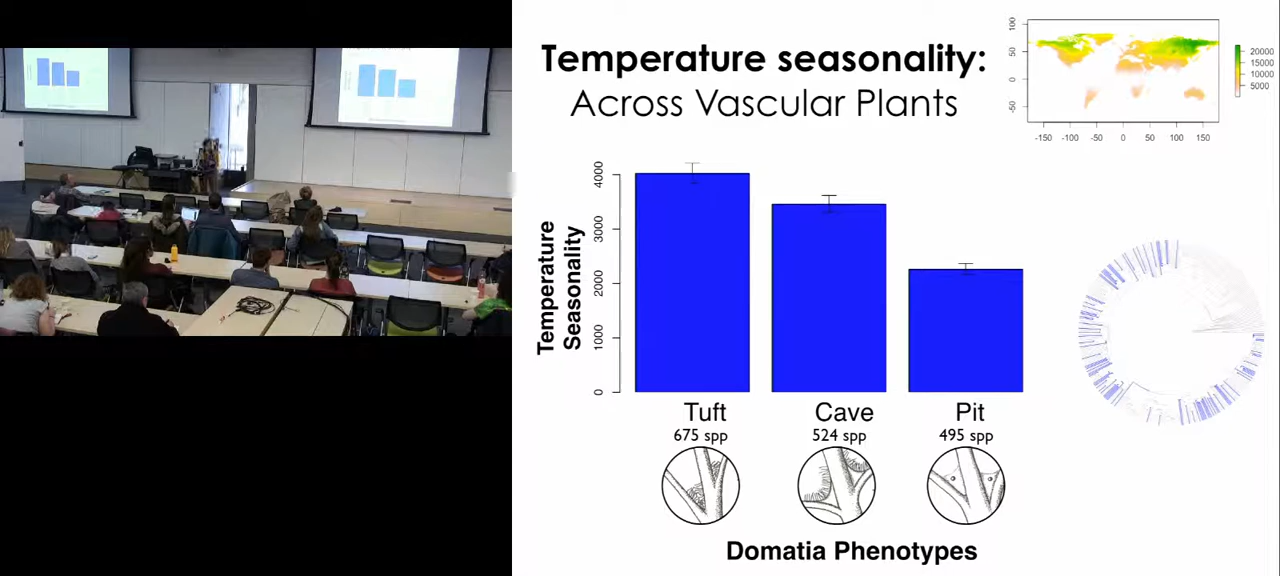 Temperature seasonality:
Across Vascular Plants
100
50
0
-50
-150
-100
-50
0
50
100
150
20000
15000
10000
5000
Temperature
Seasonality
4000
3000
2000
1000
0
Tuft
Cave
Pit
675 spp
524 spp
495 spp
Domatia Phenotypes